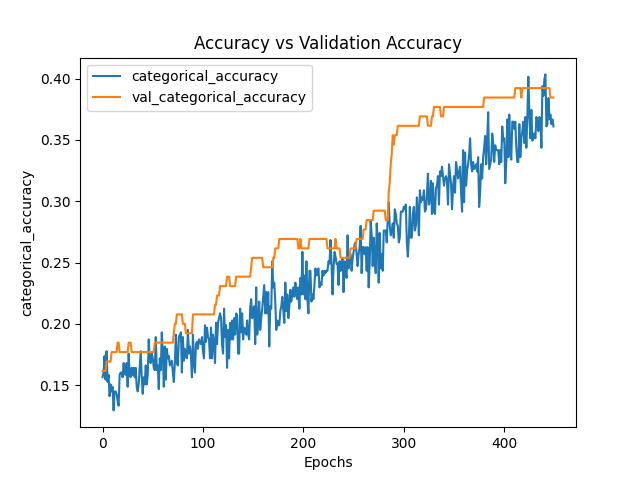 Accuracy vs Validation Accuracy
categorical_accuracy
val_categorical_accuracy
categorical_accuracy
0.40
0.35
0.30
0.25
0.20
0.15
0 100 200 300 400
Epochs